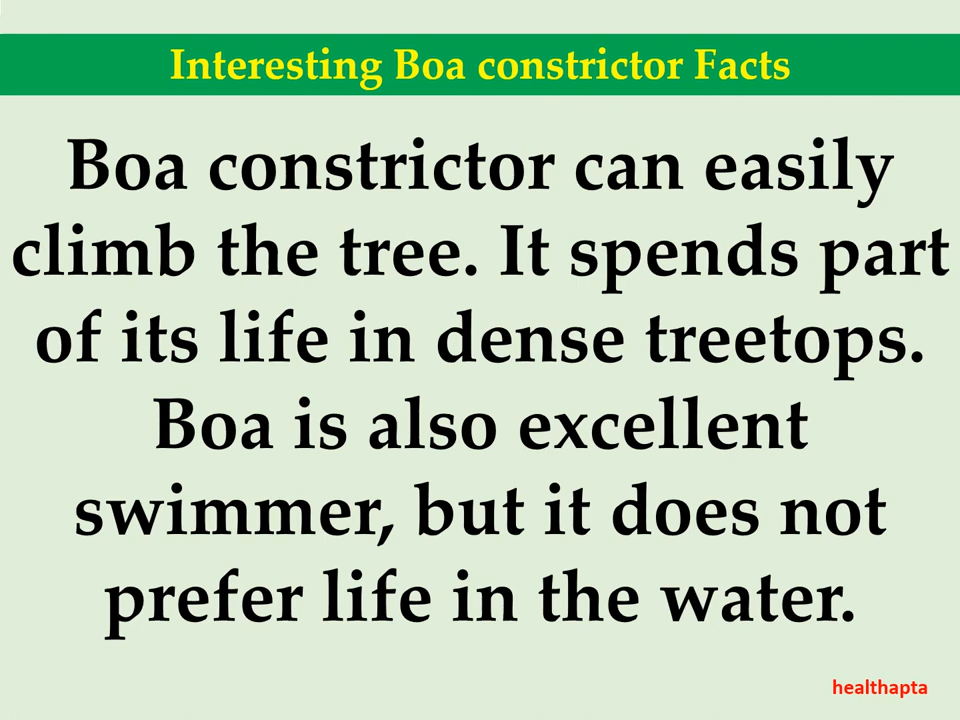 Interesting Boa constrictor Facts
Boa constrictor can easily
climb the tree. It spends part
of its life in dense treetops.
Boa is also excellent
swimmer, but it does not
prefer life in the water.
healthapta